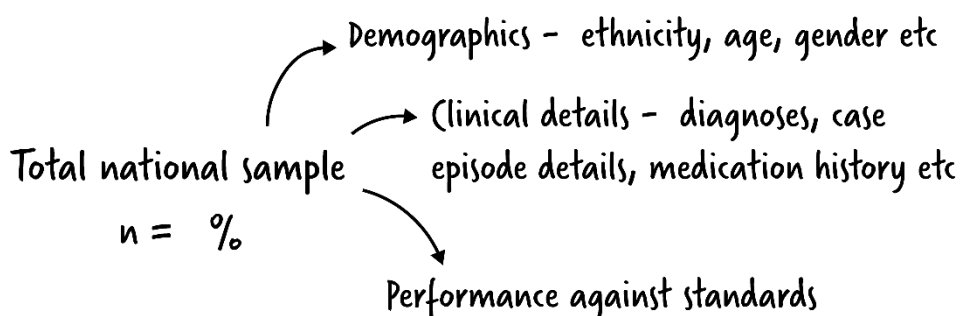 Demographics - ethnicity, age, gender etc
Clinical details - diagnoses, case
episode details, medication history etc
Total national sample
n = %
Performance against standards